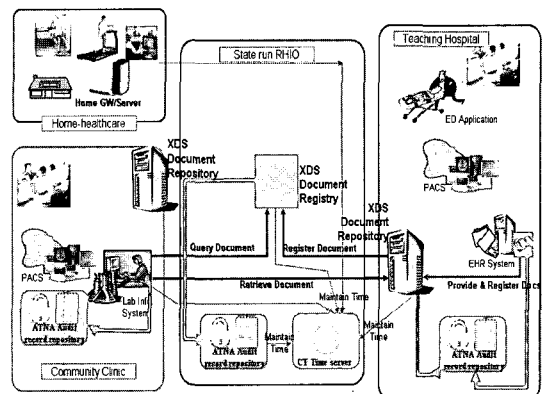 Home GW/Server
Home-healthcare
State run RHIO
Teaching Hospital
ED Application
PACS
XDS
Document
Repository
XDS
Document
Registry
XDS
Document
Repository
EHR System
Query Document
Register Document
Retrieve Document
Provide & Register Docs
PACS
Lab Inf
System
ATNA Audit
record repository
Community Clinic
Maintain Time
Maintain
Time
Maintain
Time
ATNA Audit
record repository
CT Time server
ATNA Audit
record repository